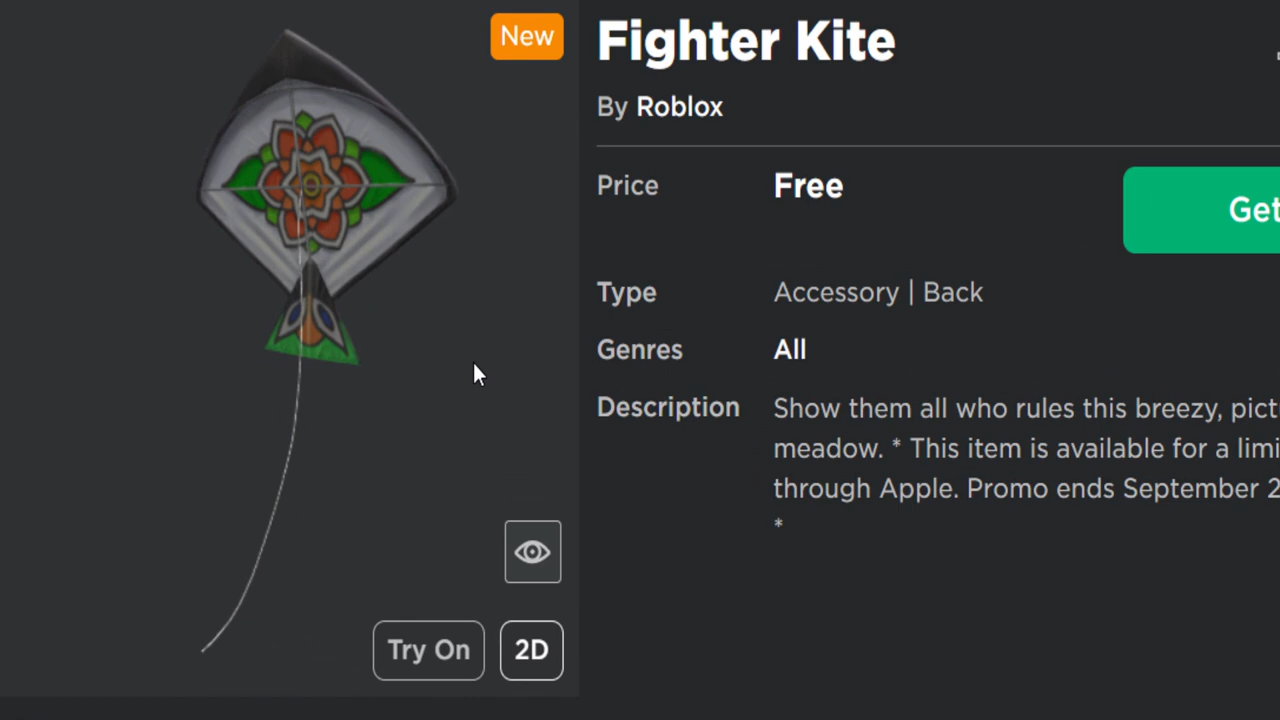 New
Fighter Kite
By Roblox
Price Free
Get
Type Accessory | Back
Genres All
Description Show them all who rules this breezy,
meadow. * This item is available for a
through Apple. Promo ends September
*
Try On 2D